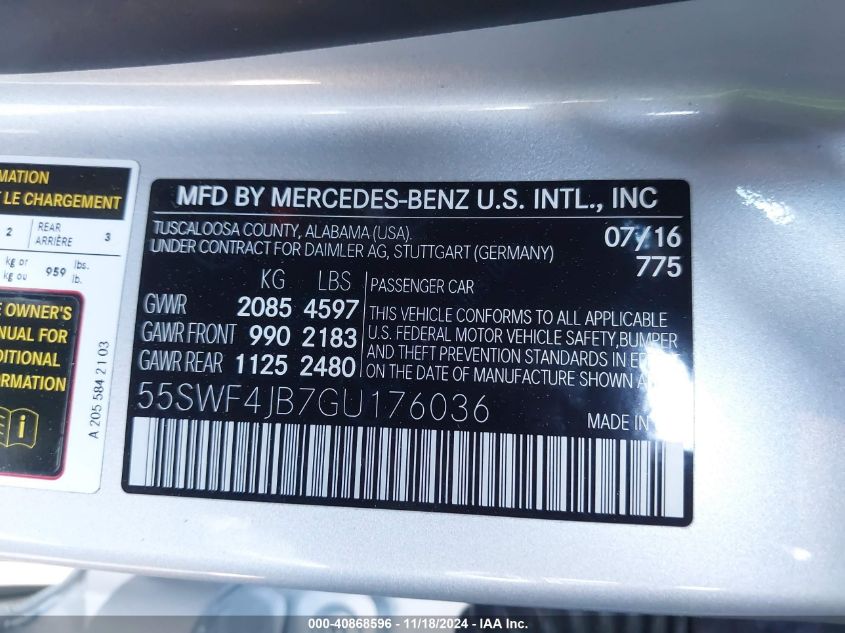 MATION
T LE CHARGEMENT
2 REAR ARRIÈRE 3
kg or kg ou 959 lbs. lb.
E OWNER'S
ANUAL FOR
DITIONAL
ORMATION
A 205 584 21 03
MFD BY MERCEDES-BENZ U.S. INTL., INC
TUSCALOOSA COUNTY, ALABAMA (USA).
UNDER CONTRACT FOR DAIMLER AG, STUTTGART (GERMANY)
07/16
775
KG LBS
GVWR 2085 4597
GAWR FRONT 990 2183
GAWR REAR 1125 2480
PASSENGER CAR
THIS VEHICLE CONFORMS TO ALL APPLICABLE
U.S. FEDERAL MOTOR VEHICLE SAFETY, BUMPER
AND THEFT PREVENTION STANDARDS IN
ON THE DATE OF MANUFACTURE SHOWN
55SWF4JB7GU176036
MADE IN
000-40868596 - 11/18/2024 - IAA Inc.